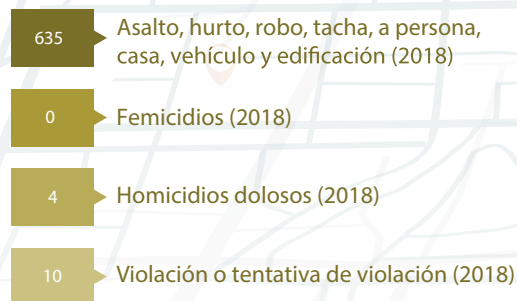 635
Asalto, hurto, robo, tacha, a persona,
casa, vehículo y edificación (2018)
0
Femicidios (2018)
4
Homicidios dolosos (2018)
10
Violación o tentativa de violación (2018)